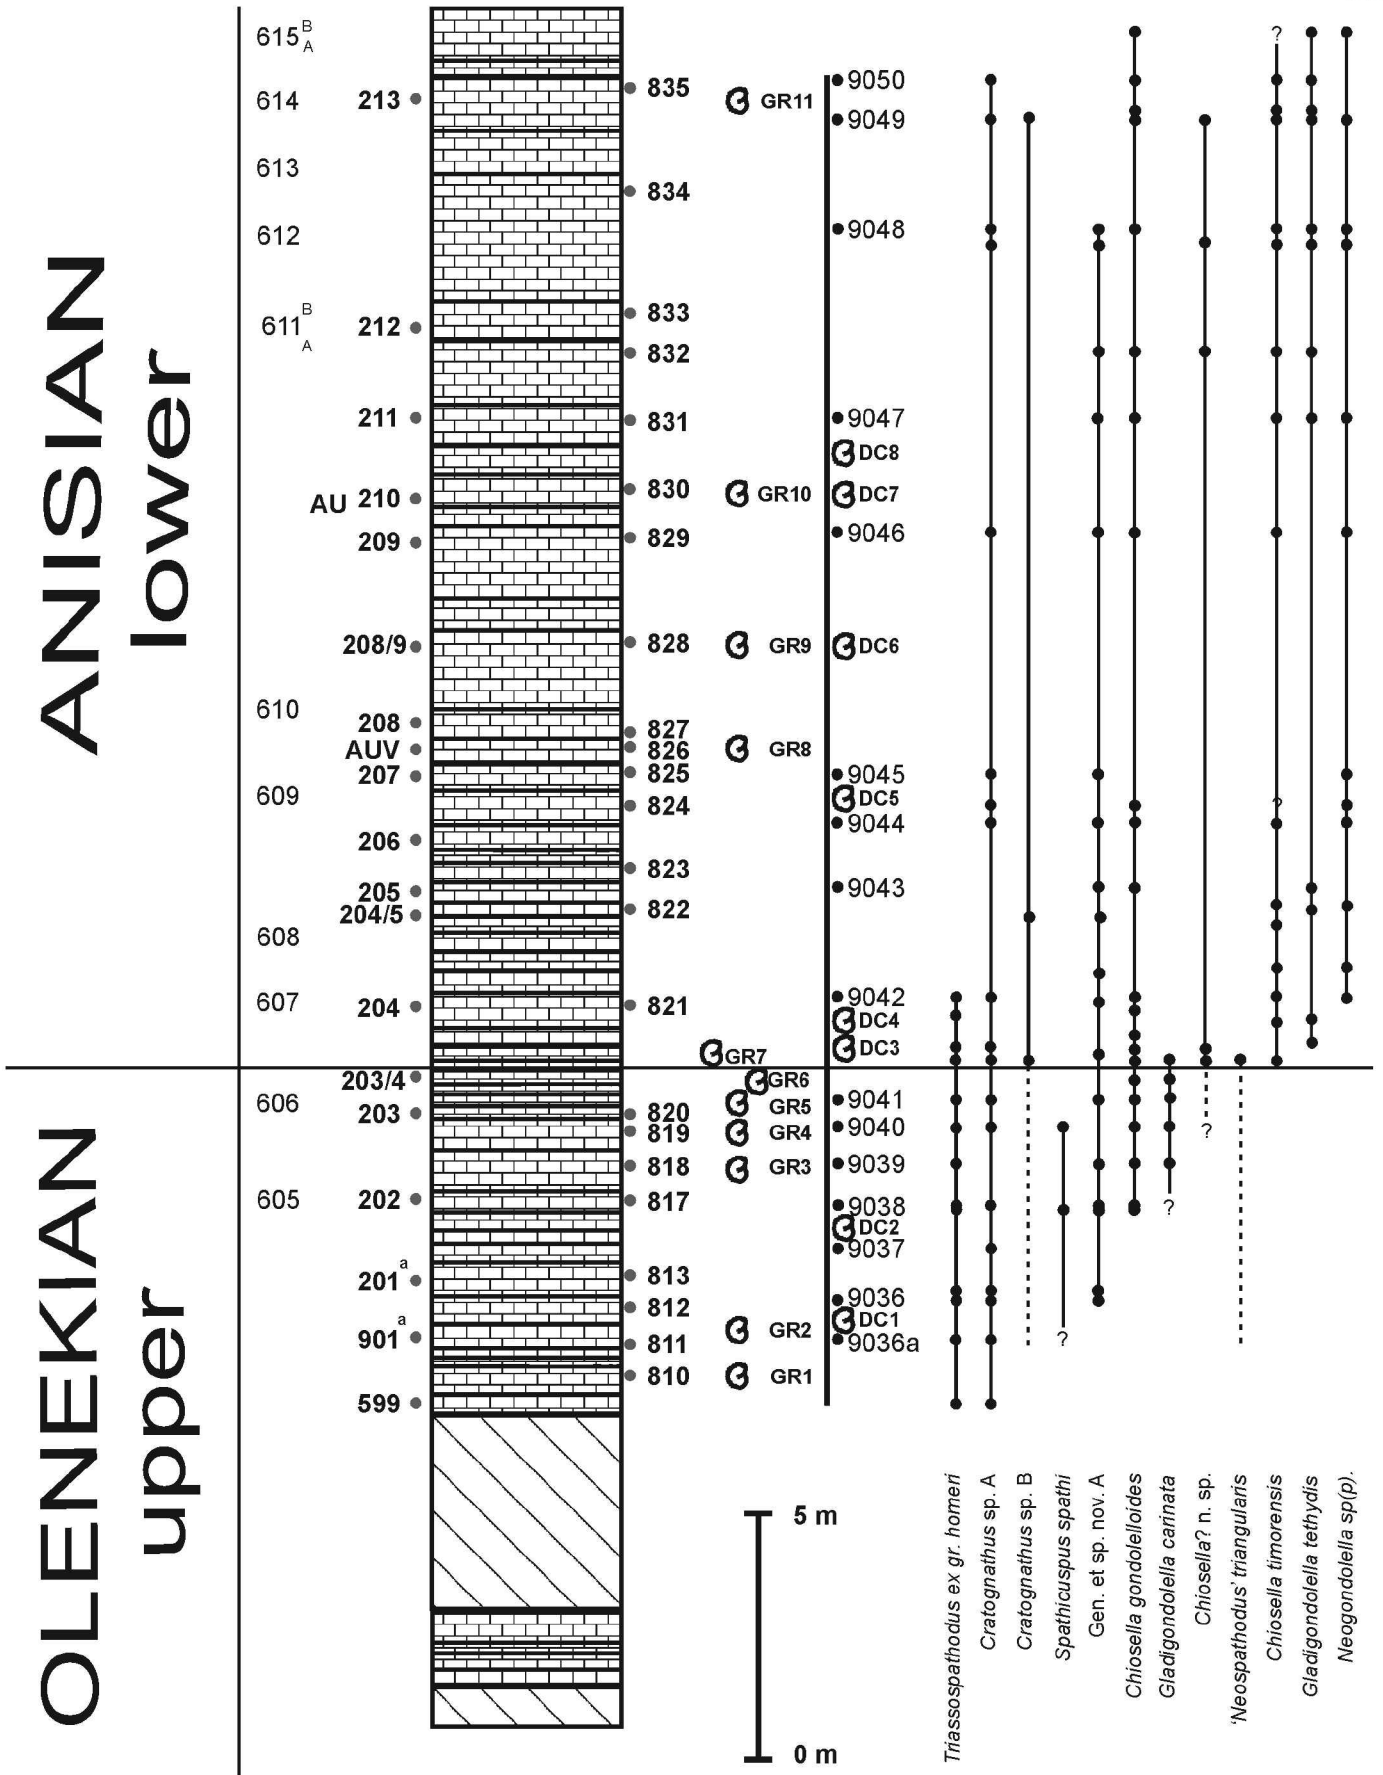 ANISIAN
lower
OLENEKIAN
upper
615 B
A
614
613
612
611 B
A
610
609
608
607
606
605
213
212
211
AU 210
209
208/9
208
AUV
207
206
205
204/5
204
203/4
203
202
201 a
901 a
599
835
834
833
832
831
830
829
828
827
826
825
824
823
822
821
820
819
818
817
813
812
811
810
GR11
GR10
GR9
GR8
GR7
GR6
GR5
GR4
GR3
GR2
GR1
9050
9049
9048
9047
DC8
DC7
9046
DC6
9045
DC5
9044
9043
9042
DC4
DC3
9041
9040
9039
9038
DC2
9037
9036
DC1
9036a
?
?
?
?
?
5 m
0 m
Triassospathodus ex gr. homeri
Cratognathus sp. A
Cratognathus sp. B
Spathicuspus spathi
Gen. et sp. nov. A
Chiosella gondolelloides
Gladigondolella carinata
Chiosella? n. sp.
'Neospathodus' triangularis
Chiosella timorensis
Gladigondolella tethydis
Neogondolella sp(p).